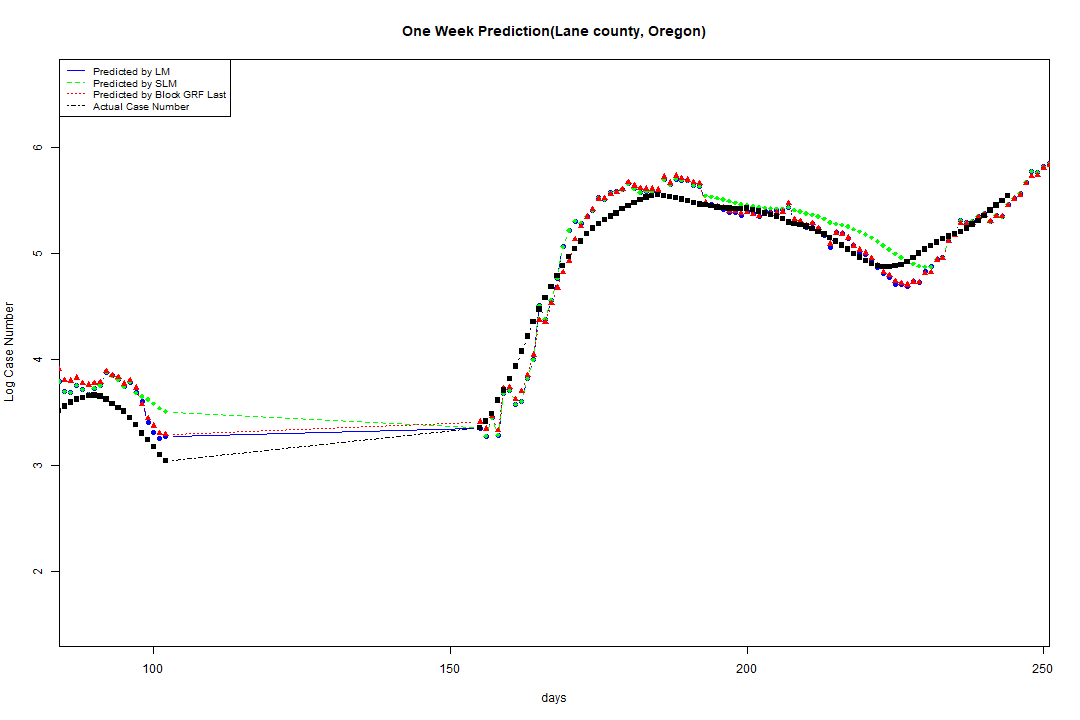 One Week Prediction(Lane county, Oregon)
Predicted by LM
Predicted by SLM
Predicted by Block GRF Last
Actual Case Number
6
5
4
3
2
Log Case Number
100 150 200 250
days